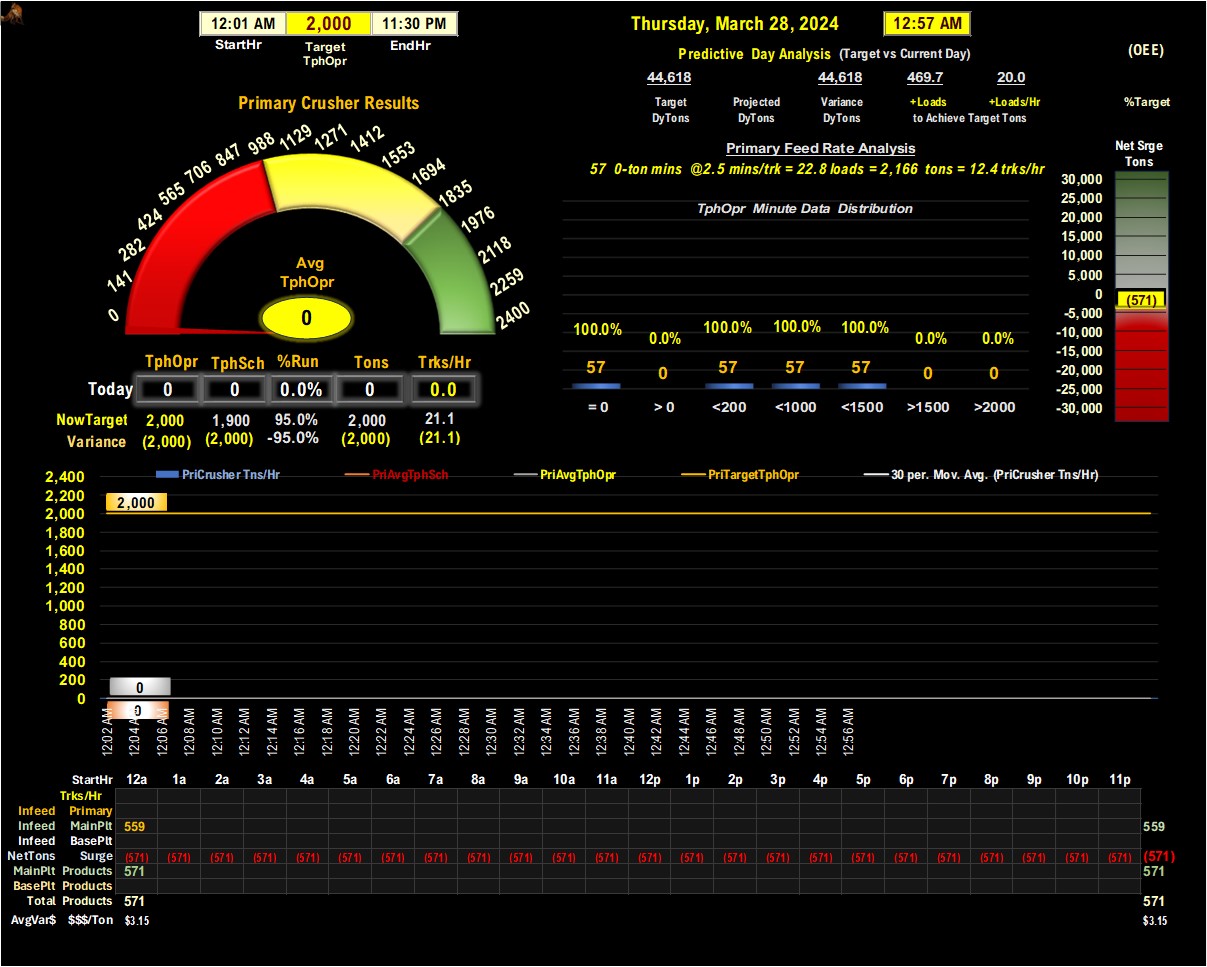 12:01 AM 2,000 11:30 PM
StartHr Target TphOpr EndHr
Thursday, March 28, 2024 12:57 AM
Predictive Day Analysis (Target vs Current Day)
(OEE)
44,618 44,618 469.7 20.0
Target DyTons Projected DyTons Variance DyTons +Loads +Loads/Hr to Achieve Target Tons
%Target
Primary Crusher Results
0 141 282 424 565 706 847 988 1129 1271 1412 1553 1694 1835 1976 2118 2259 2400
Avg
TphOpr
0
Primary Feed Rate Analysis
57 0-ton mins @2.5 mins/trk = 22.8 loads = 2,166 tons = 12.4 trks/hr
TphOpr Minute Data Distribution
100.0% 0.0% 100.0% 100.0% 100.0% 0.0% 0.0%
57 0 57 57 57 0 0
= 0 > 0 <200 <1000 <1500 >1500 >2000
Net Srge
Tons
30,000
25,000
20,000
15,000
10,000
5,000
0
(571)
-5,000
-10,000
-15,000
-20,000
-25,000
-30,000
TphOpr TphSch %Run Tons Trks/Hr
Today 0 0 0.0% 0 0.0
NowTarget 2,000 1,900 95.0% 2,000 21.1
Variance (2,000) (2,000) -95.0% (2,000) (21.1)
PriCrusher Tns/Hr PriAvgTphSch PriAvgTphOpr PriTargetTphOpr 30 per. Mov. Avg. (PriCrusher Tns/Hr)
2,400
2,200
2,000
2,000
1,800
1,600
1,400
1,200
1,000
800
600
400
200
0
0
0
12:02 AM 12:04 AM 12:06 AM 12:08 AM 12:10 AM 12:12 AM 12:14 AM 12:16 AM 12:18 AM 12:20 AM 12:22 AM 12:24 AM 12:26 AM 12:28 AM 12:30 AM 12:32 AM 12:34 AM 12:36 AM 12:38 AM 12:40 AM 12:42 AM 12:44 AM 12:46 AM 12:48 AM 12:50 AM 12:52 AM 12:54 AM 12:56 AM
StartHr 12a 1a 2a 3a 4a 5a 6a 7a 8a 9a 10a 11a 12p 1p 2p 3p 4p 5p 6p 7p 8p 9p 10p 11p
Trks/Hr
Infeed Primary
Infeed MainPlt 559 559
Infeed BasePlt
NetTons Surge (571) (571) (571) (571) (571) (571) (571) (571) (571) (571) (571) (571) (571) (571) (571) (571) (571) (571) (571) (571) (571) (571) (571) (571) (571)
MainPlt Products 571 571
BasePlt Products
Total Products 571 571
AvgVar$ $$$/Ton $3.15 $3.15